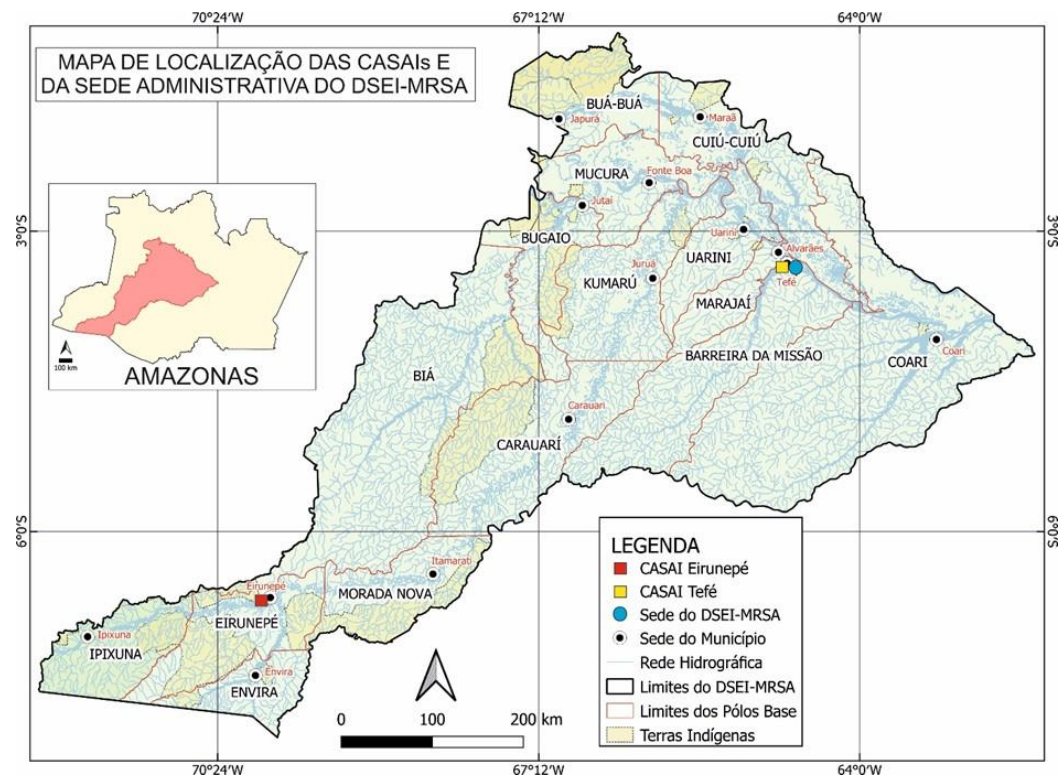 70°24'W
67°12'W
64°0'W
MAPA DE LOCALIZAÇÃO DAS CASAIs E
DA SEDE ADMINISTRATIVA DO DSEI-MRSA
BUÁ-BUÁ
Japurá
Maraã
CUIÚ-CUIÚ
MUCURA
Fonte Boa
Jutaí
3°0'S
3°0'S
BUGAIO
Uarini
UARINI
Alvarães
Juruá
KUMARÚ
Tefé
MARAJAÍ
100 km
AMAZONAS
BIÁ
BARREIRA DA MISSÃO
COARI
Coari
Carauari
CARAUARÍ
6°0'S
6°0'S
Itamarati
Eirunepé
MORADA NOVA
EIRUNEPÉ
Ipixuna
IPIXUNA
Envira
ENVIRA
0 100 200 km
LEGENDA
CASAI Eirunepé
CASAI Tefé
Sede do DSEI-MRSA
Sede do Município
Rede Hidrográfica
Limites do DSEI-MRSA
Limites dos Pólos Base
Terras Indígenas
70°24'W
67°12'W
64°0'W